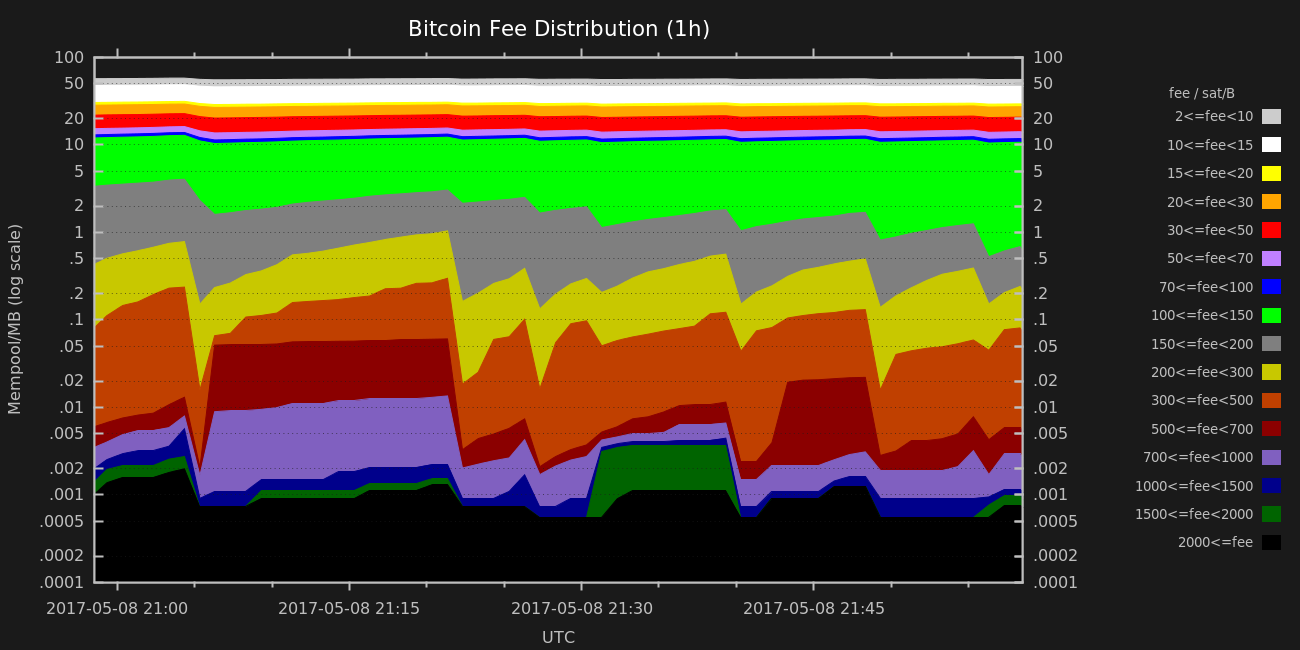 Bitcoin Fee Distribution (1h)
Mempool/MB (log scale)
100
50
20
10
5
2
1
.5
.2
.1
.05
.02
.01
.005
.002
.001
.0005
.0002
.0001
100
50
20
10
5
2
1
.5
.2
.1
.05
.02
.01
.005
.002
.001
.0005
.0002
.0001
2017-05-08 21:00 2017-05-08 21:15 2017-05-08 21:30 2017-05-08 21:45
UTC
fee / sat/B
2<=fee<10
10<=fee<15
15<=fee<20
20<=fee<30
30<=fee<50
50<=fee<70
70<=fee<100
100<=fee<150
150<=fee<200
200<=fee<300
300<=fee<500
500<=fee<700
700<=fee<1000
1000<=fee<1500
1500<=fee<2000
2000<=fee